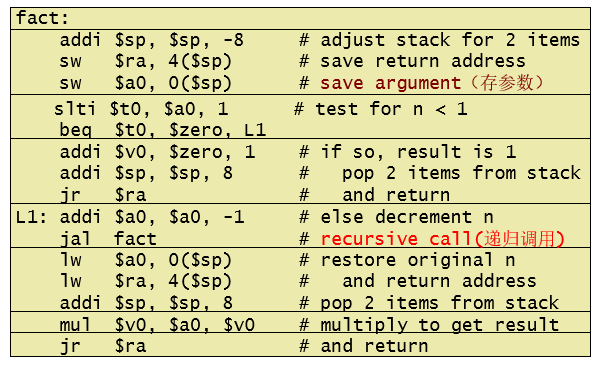 fact:
addi $sp, $sp, -8 # adjust stack for 2 items
sw $ra, 4($sp) # save return address
sw $a0, 0($sp) # save argument（存参数）
slti $t0, $a0, 1 # test for n < 1
beq $t0, $zero, L1
addi $v0, $zero, 1 # if so, result is 1
addi $sp, $sp, 8 # pop 2 items from stack
jr $ra # and return
L1: addi $a0, $a0, -1 # else decrement n
jal fact # recursive call(递归调用)
lw $a0, 0($sp) # restore original n
lw $ra, 4($sp) # and return address
addi $sp, $sp, 8 # pop 2 items from stack
mul $v0, $a0, $v0 # multiply to get result
jr $ra # and return